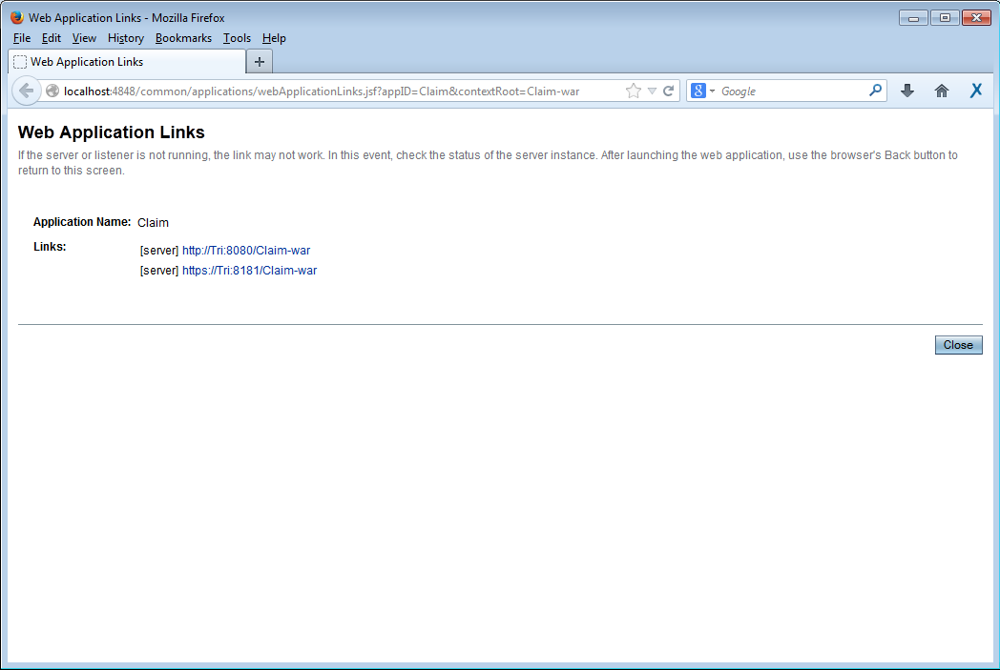 Web Application Links - Mozilla Firefox
File Edit View History Bookmarks Tools Help
Web Application Links
localhost:4848/common/applications/webApplicationLinks.jsf?appID=Claim&contextRoot=Claim-war
8 Google
Web Application Links
If the server or listener is not running, the link may not work. In this event, check the status of the server instance. After launching the web application, use the browser's Back button to
return to this screen.
Application Name: Claim
Links: [server] http://Tri:8080/Claim-war
[server] https://Tri:8181/Claim-war
Close